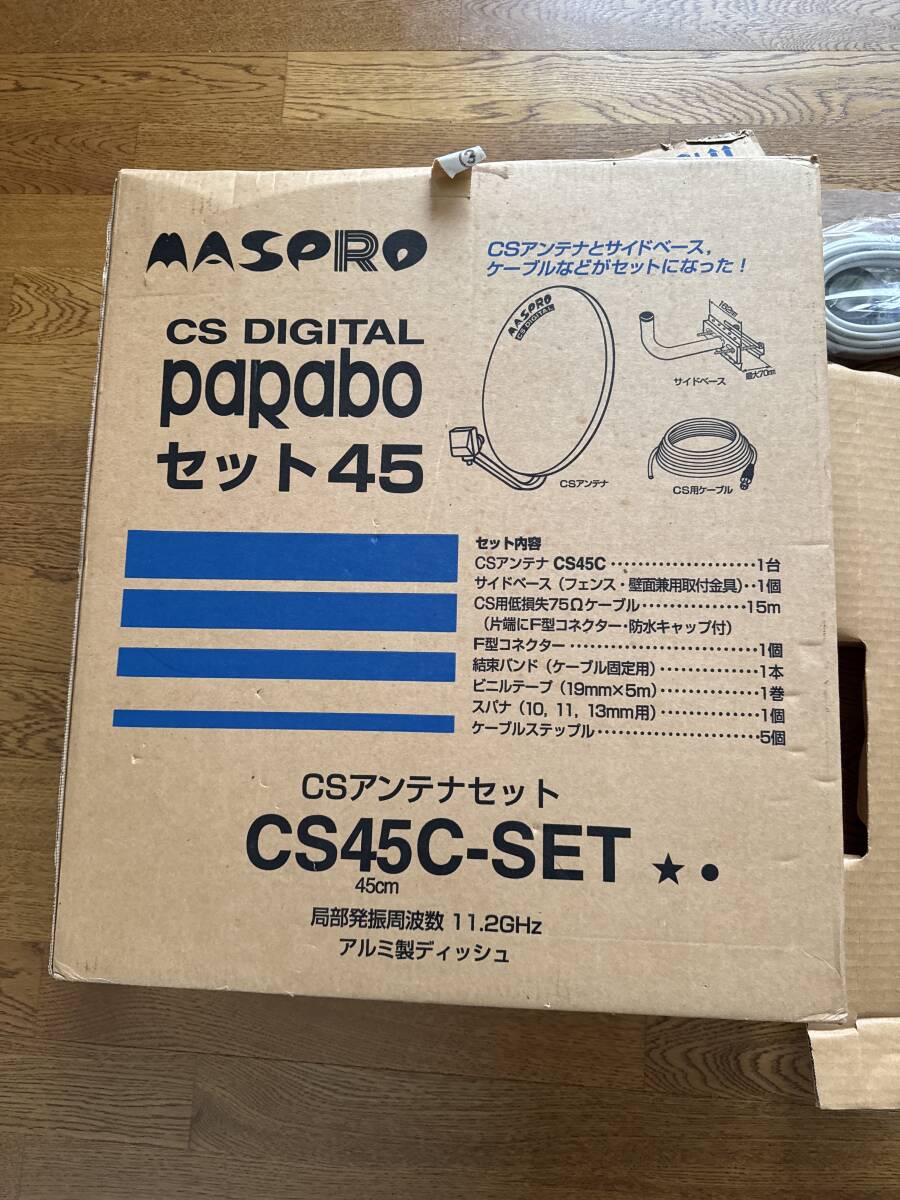 ③
MASPRO
CS DIGITAL
parabo
セット45
CSアンテナとサイドベース,
ケーブルなどがセットになった!
MASPRO
CS DIGITAL
サイドベース
最大70mm
CSアンテナ
CS用ケーブル
セット内容
CSアンテナ CS45C ························1台
サイドベース(フェンス・壁面兼用取付金具)··1個
CS用低損失75Ωケーブル···············15m
(片端にF型コネクター・防水キャップ付)
F型コネクター ···························1個
結束バンド(ケーブル固定用)··············1本
ビニルテープ(19mm×5m)··············1巻
スパナ(10, 11, 13mm用)··············1個
ケーブルステップル·······················5個
CSアンテナセット
CS45C-SET ★ ●
45cm
局部発振周波数 11.2GHz
アルミ製ディッシュ